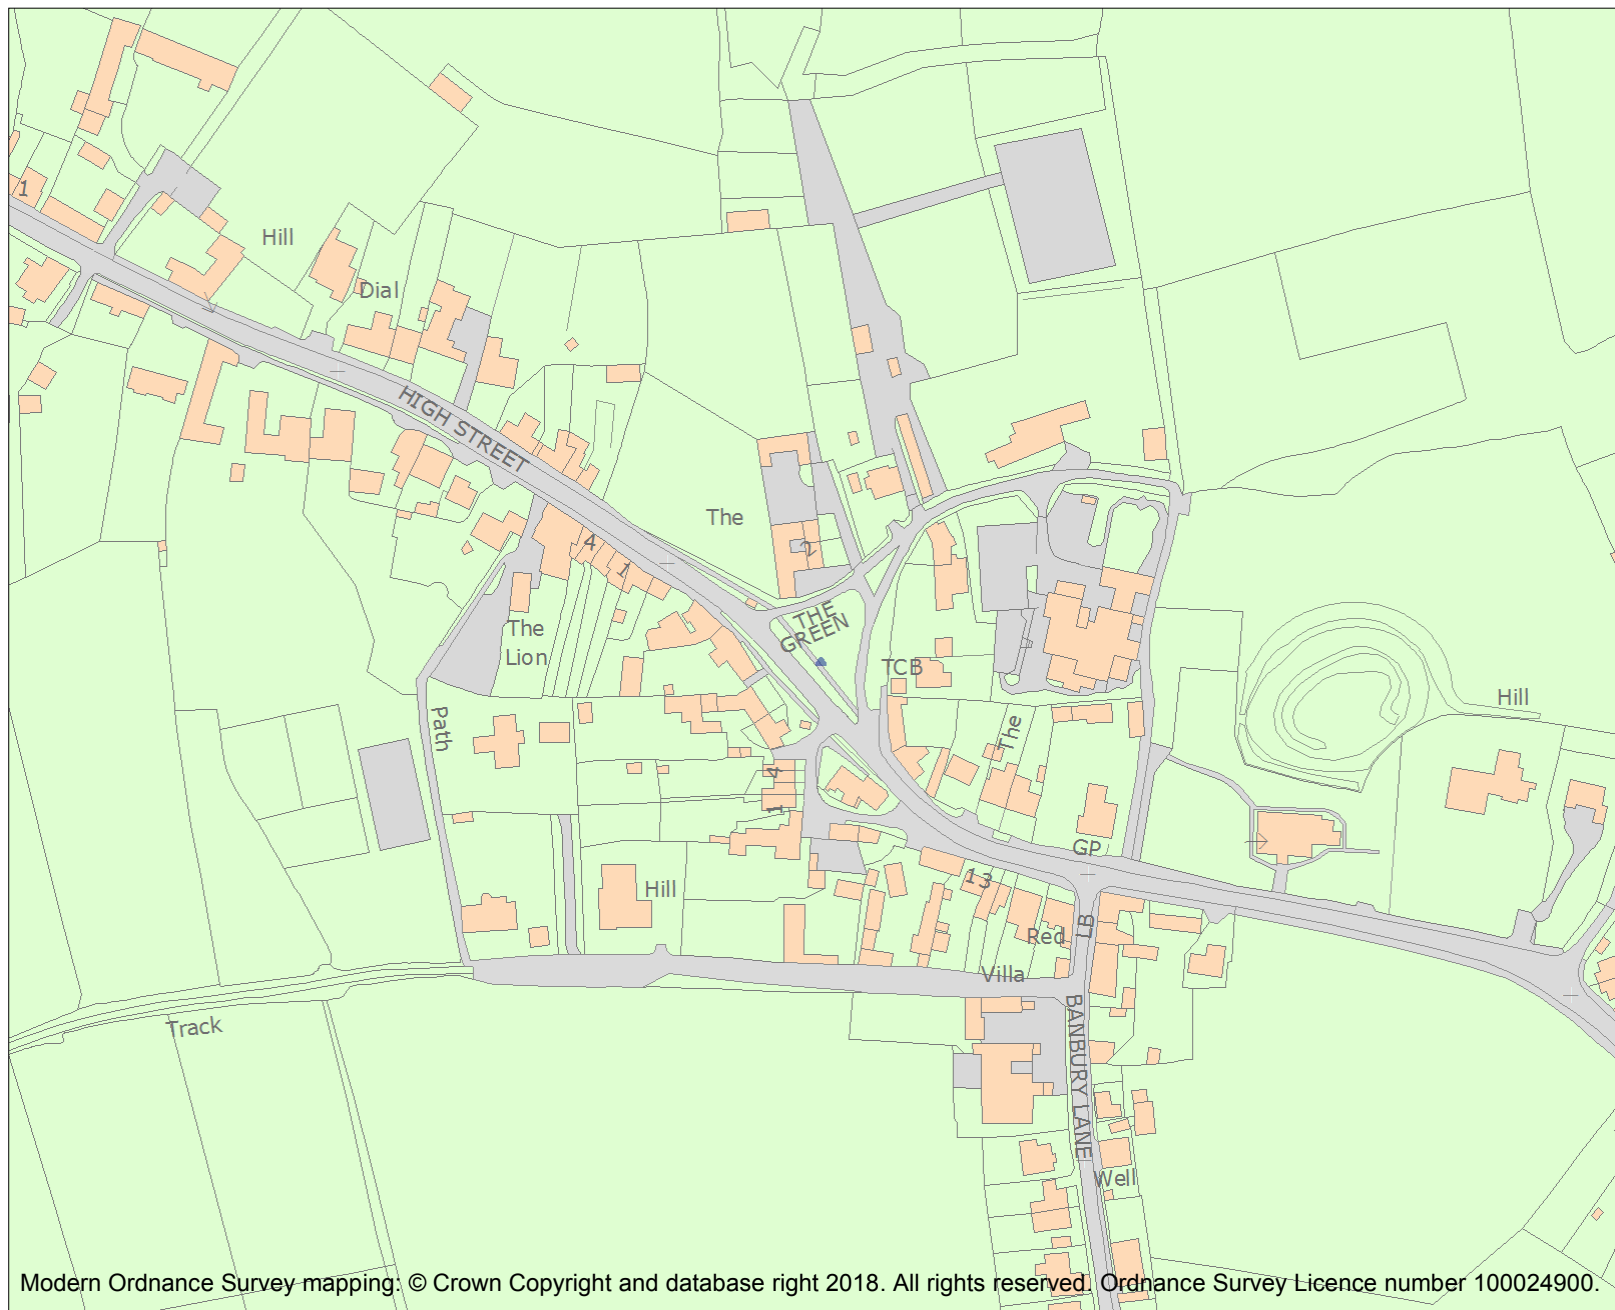 1
Hill
Dial
HIGH STREET
The
4
1
2
THE
GREEN
The
Lion
TCB
Path
The
Hill
4
1
GP
13
Hill
LB
Red
Villa
Track
BANBURY LANE
Well
Modern Ordnance Survey mapping: © Crown Copyright and database right 2018. All rights reserved. Ordnance Survey Licence number 100024900.